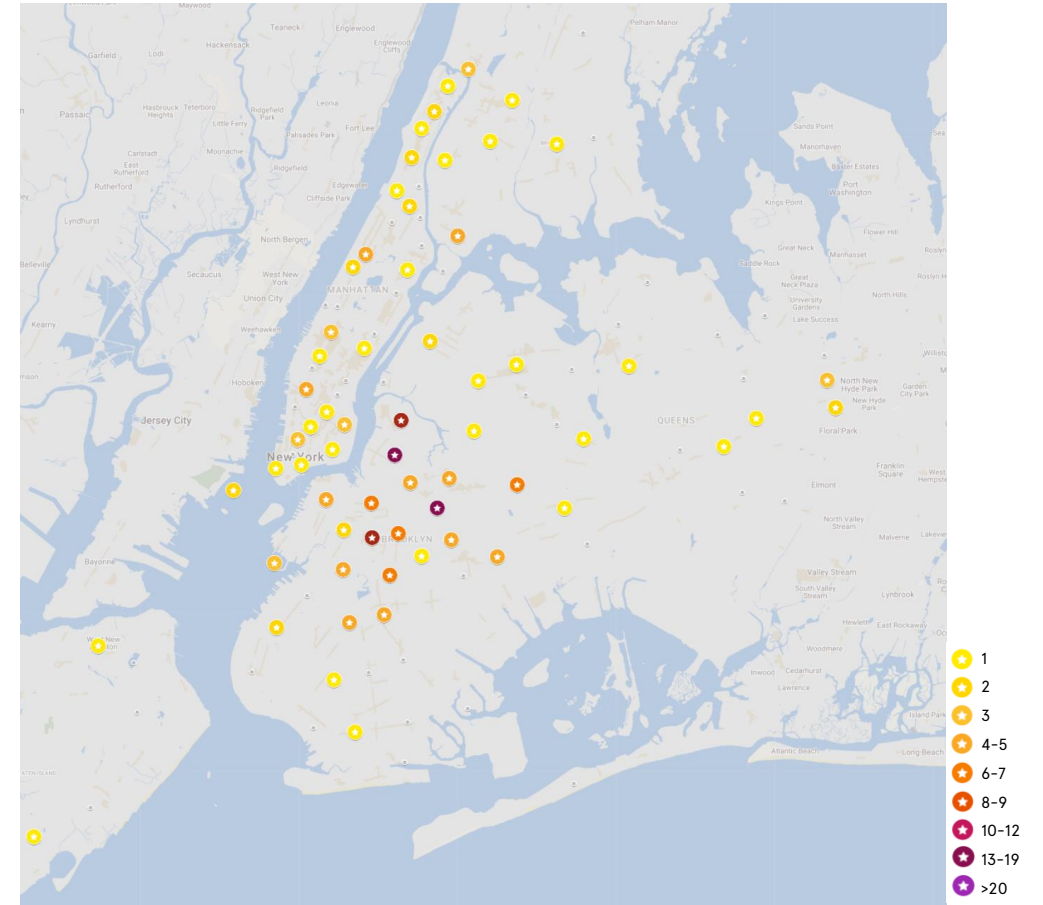 Maywood
Teaneck
Englewood
Pelham Manor
Hackensack
Englewood
Cliffs
Garfield
Lodi
Leonia
Passaic
Hasbrouck
Heights
Teterboro
Ridgefield
Park
Little Ferry
Fort Lee
Palisades Park
Sands Point
Manorhaven
Carlstadt
Moonachie
East
Rutherford
Ridgefield
Baxter Estates
Rutherford
Edgewater
Port
Washington
Cliffside Park
Kings Point
Lyndhurst
Flower Hill
North Bergen
Great Neck
Manhasset
Roslyn
Saddle Rock
Belleville
Secaucus
West New
York
Great
Neck Plaza
Roslyn H
MANHATTAN
Union City
University
Gardens
North Hills
Lake Success
Kearny
Weehawken
Hoboken
North New
Hyde Park
Garden
City Park
New Hyde
Park
Jersey City
QUEENS
Floral Park
New York
Franklin
Square
West
Hempste
Elmont
North Valley
Stream
BROOKLYN
Malverne
Lakevie
Bayonne
Valley Stream
South Valley
Stream
Lynbrook
Hewlett
East Rockaway
Woodmere
Inwood
Cedarhurst
Lawrence
Island Park
Atlantic Beach
Long Beach
1
2
3
4-5
6-7
8-9
10-12
13-19
>20